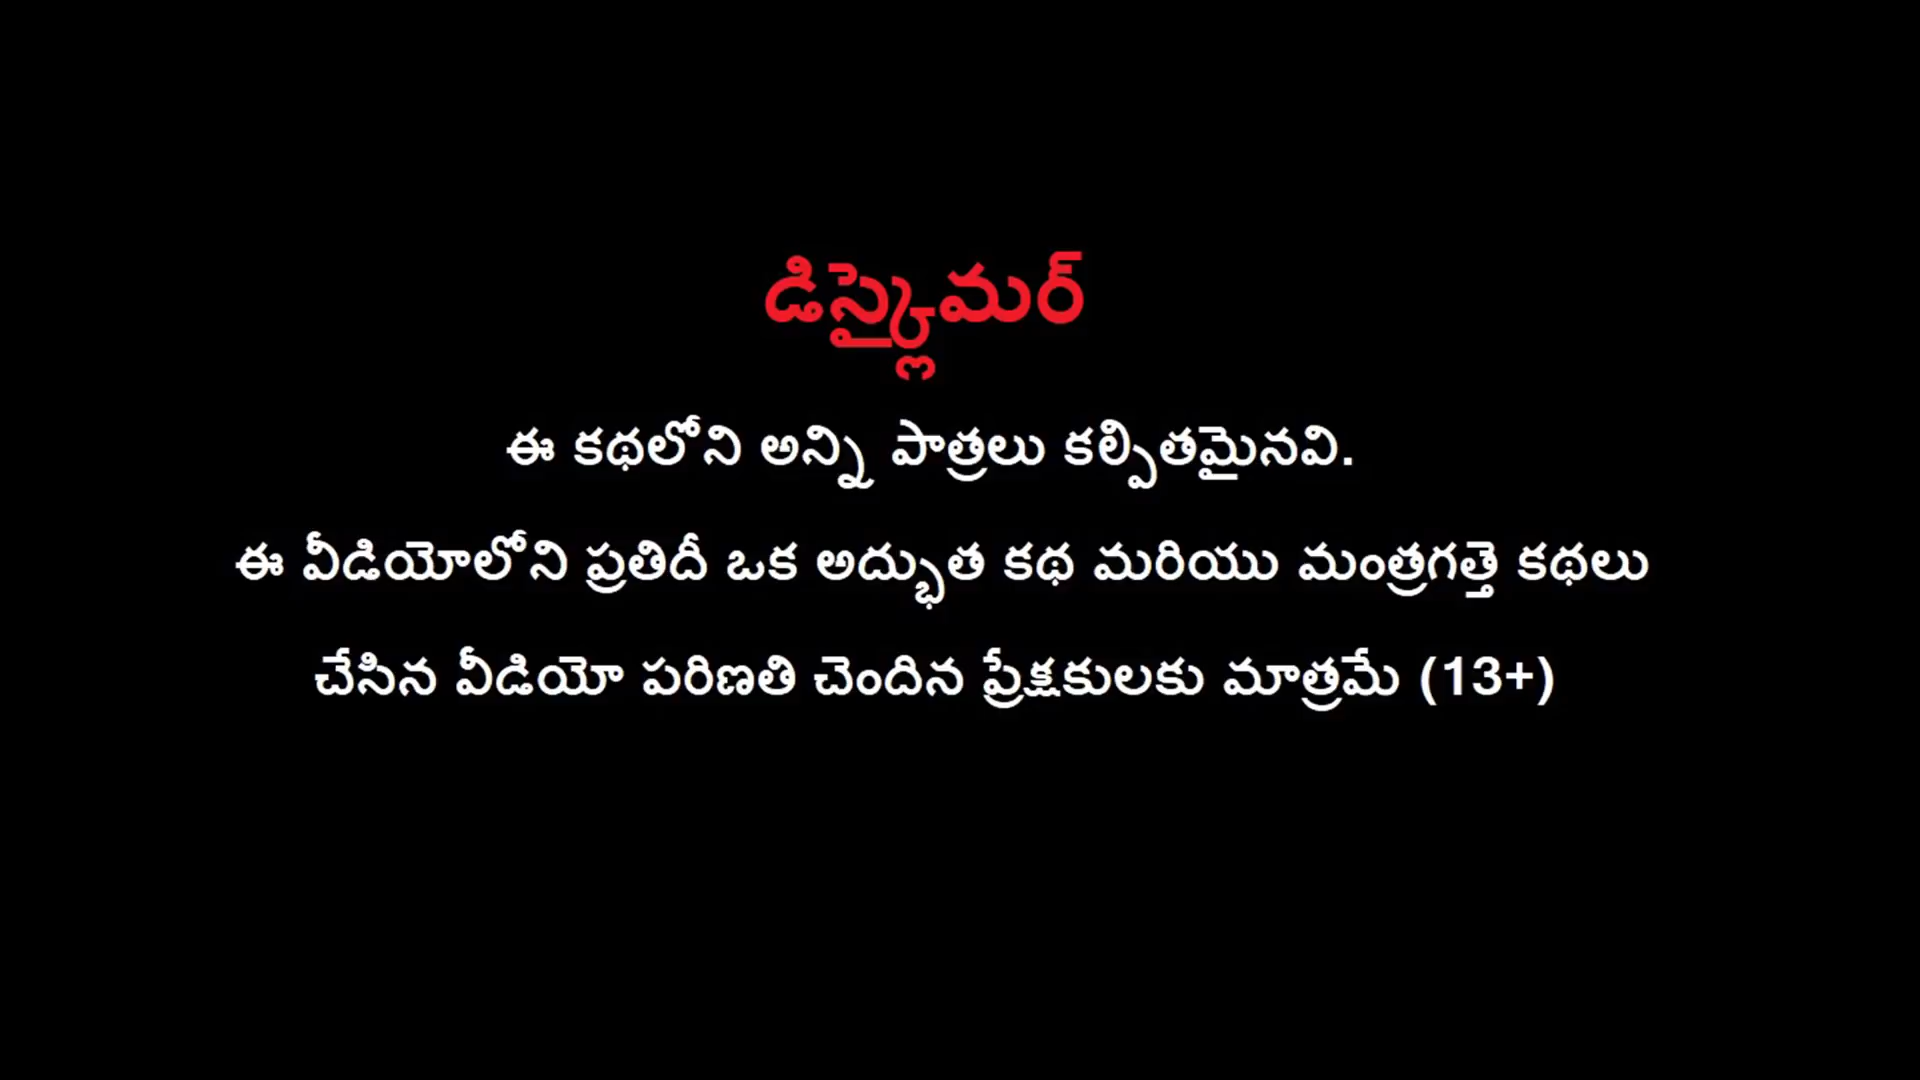 డిస్క్లైమర్
ఈ కథలోని అన్ని పాత్రలు కల్పితమైనవి.
ఈ వీడియోలోని ప్రతిదీ ఒక అద్భుత కథ మరియు మంత్రగత్తె కథలు
చేసిన వీడియో పరిణతి చెందిన ప్రేక్షకులకు మాత్రమే (13+)